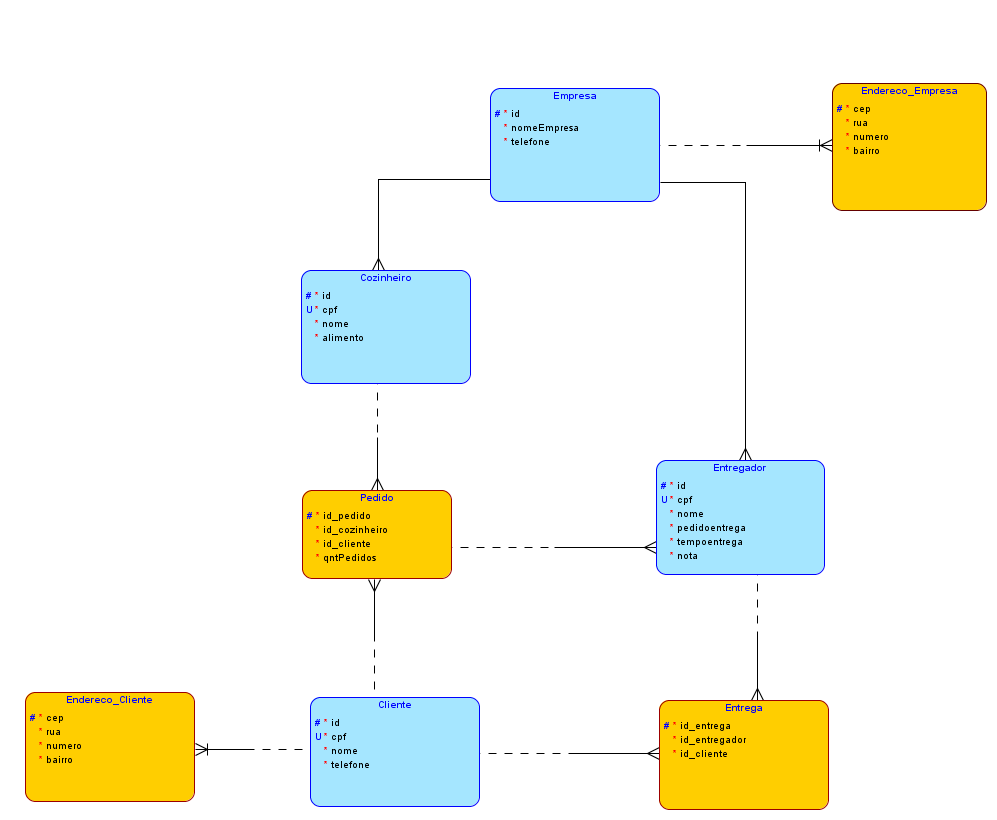 Empresa
# * id
* nomeEmpresa
* telefone
Endereco_Empresa
# * cep
* rua
* numero
* bairro
Cozinheiro
# * id
U * cpf
* nome
* alimento
Entregador
# * id
U * cpf
* nome
* pedidoentrega
* tempoentrega
* nota
Pedido
# * id_pedido
* id_cozinheiro
* id_cliente
* qntPedidos
Endereco_Cliente
# * cep
* rua
* numero
* bairro
Cliente
# * id
U * cpf
* nome
* telefone
Entrega
# * id_entrega
* id_entregador
* id_cliente